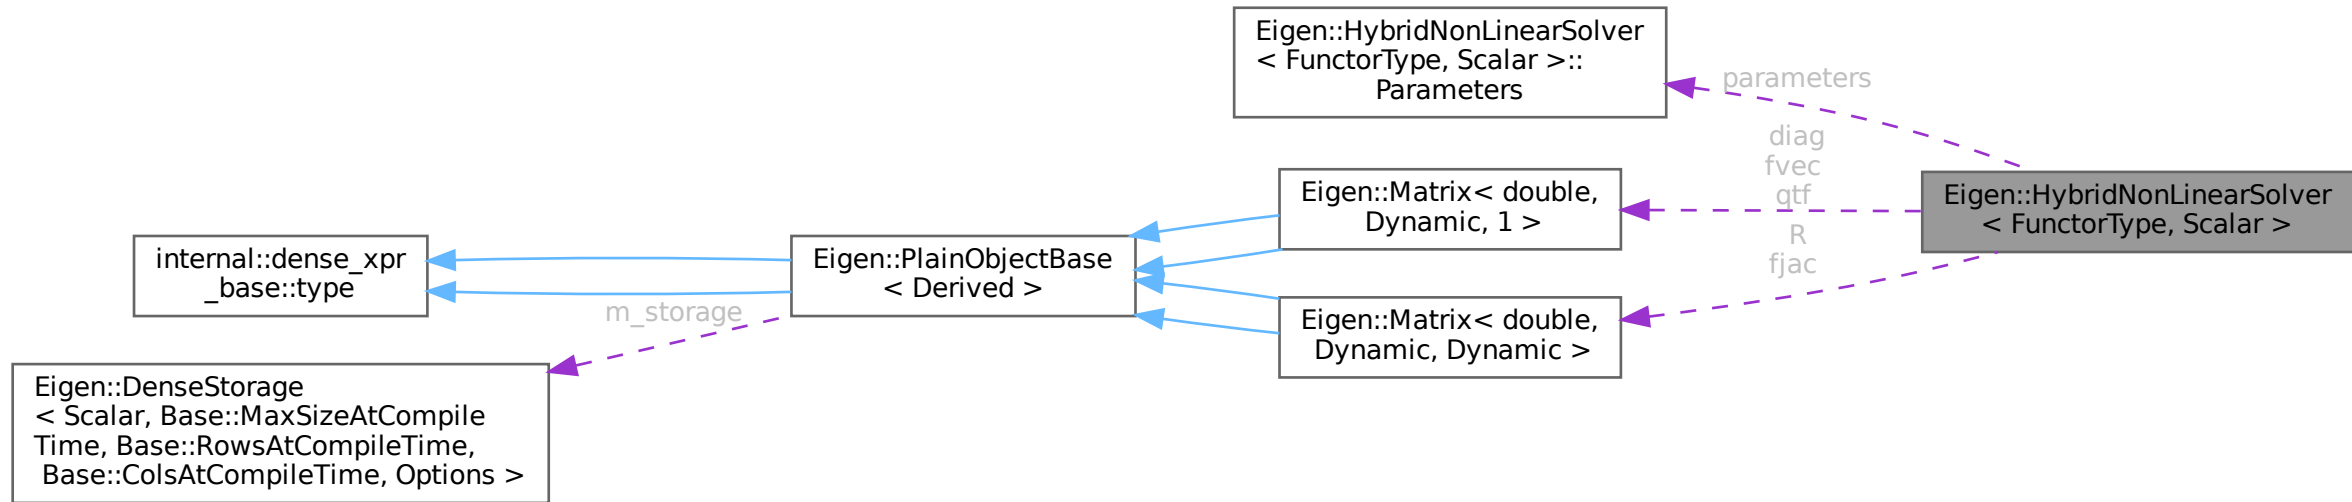 Eigen::HybridNonLinearSolver
< FunctorType, Scalar >::
Parameters
parameters
diag
fvec
qtf
R
fjac
Eigen::Matrix< double,
Dynamic, 1 >
Eigen::HybridNonLinearSolver
< FunctorType, Scalar >
internal::dense_xpr
_base::type
Eigen::PlainObjectBase
< Derived >
m_storage
Eigen::Matrix< double,
Dynamic, Dynamic >
Eigen::DenseStorage
< Scalar, Base::MaxSizeAtCompile
Time, Base::RowsAtCompileTime,
Base::ColsAtCompileTime, Options >